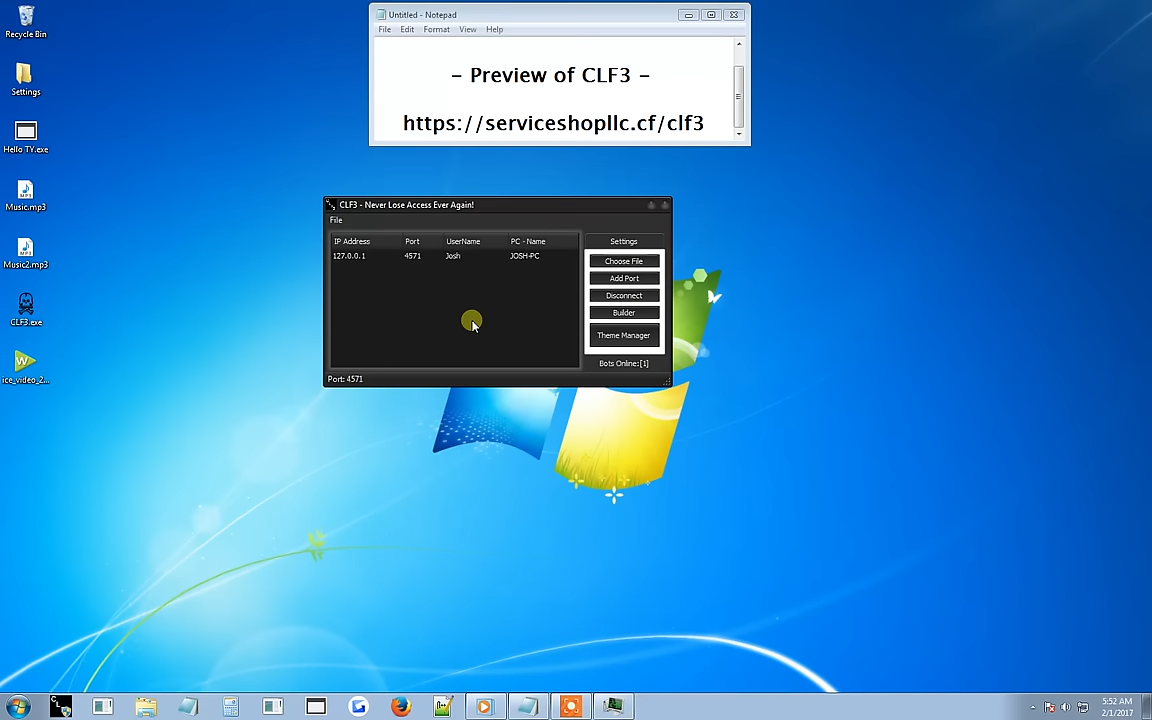 Recycle Bin
Settings
Hello TY.exe
Music.mp3
Music2.mp3
CLF3.exe
ice_video_2...
Untitled - Notepad
File Edit Format View Help
- Preview of CLF3 -
https://serviceshopllc.cf/clf3
CLF3 - Never Lose Access Ever Again!
File
IP Address Port UserName PC - Name
127.0.0.1 4571 Josh JOSH-PC
Settings
Choose File
Add Port
Disconnect
Builder
Theme Manager
Bots Online:[1]
Port: 4571
5:52 AM
2/1/2017